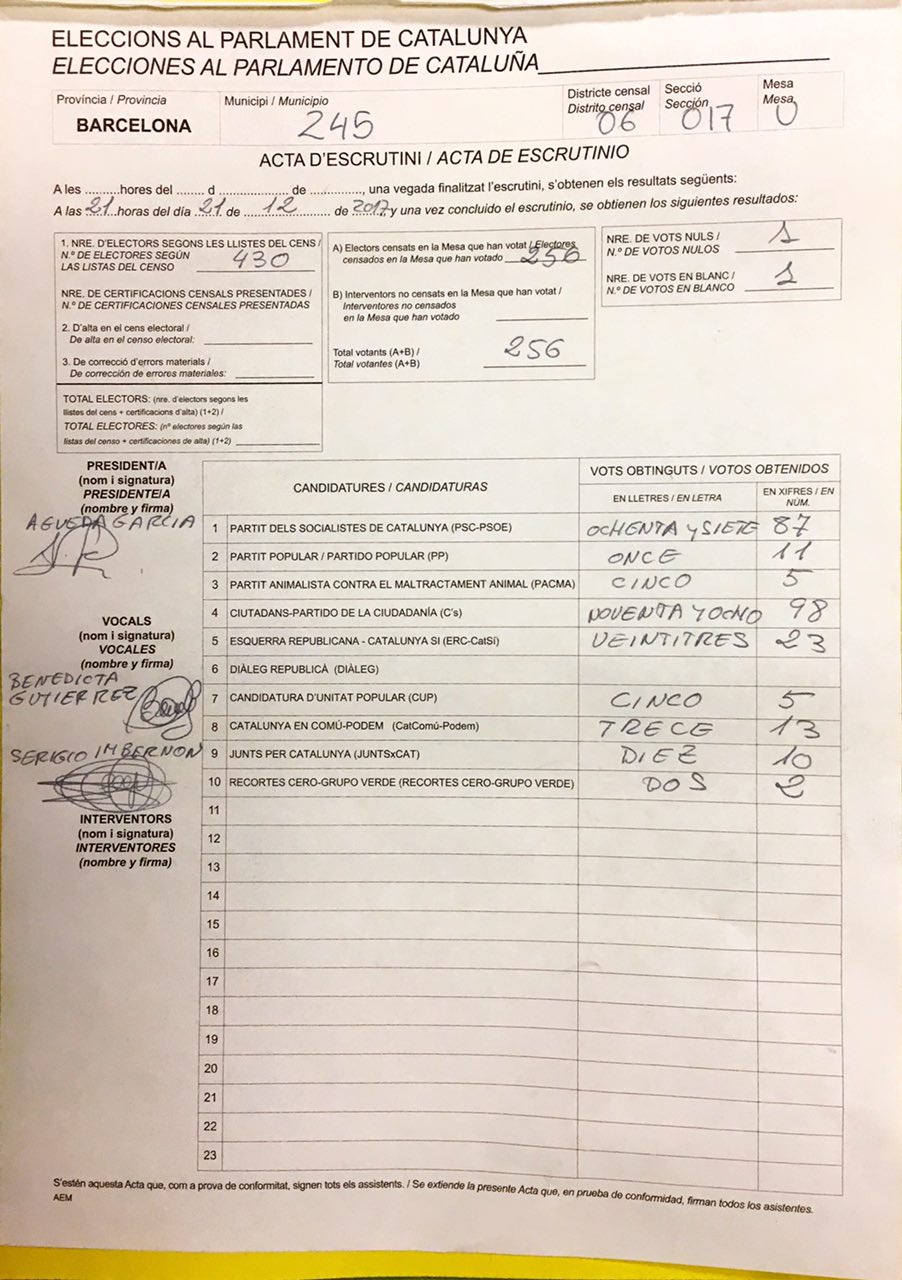 ELECCIONS AL PARLAMENT DE CATALUNYA
ELECCIONES AL PARLAMENTO DE CATALUÑA
Província / Provincia
BARCELONA
Municipi / Municipio
245
Districte censal
Distrito censal
06
Secció
Sección
017
Mesa
Mesa
U
ACTA D'ESCRUTINI / ACTA DE ESCRUTINIO
A les ..........hores del ........ d .................... de ..............., una vegada finalitzat l'escrutini, s'obtenen els resultats següents:
A las 21 horas del día 21 de 12 de 2017 y una vez concluido el escrutinio, se obtienen los siguientes resultados:
1. NRE. D'ELECTORS SEGONS LES LLISTES DEL CENS /
N.º DE ELECTORES SEGÚN
LAS LISTAS DEL CENSO 430
NRE. DE CERTIFICACIONS CENSALS PRESENTADES /
N.º DE CERTIFICACIONES CENSALES PRESENTADAS
2. D'alta en el cens electoral /
De alta en el censo electoral:
3. De correcció d'errors materials /
De corrección de errores materiales:
TOTAL ELECTORS: (nre. d'electors segons les
llistes del cens + certificacions d'alta) (1+2) /
TOTAL ELECTORES: (nº electores según las
listas del censo + certificaciones de alta) (1+2)
A) Electors censats en la Mesa que han votat / Electores
censados en la Mesa que han votado 256
B) Interventors no censats en la Mesa que han votat /
Interventores no censados
en la Mesa que han votado
Total votants (A+B) /
Total votantes (A+B) 256
NRE. DE VOTS NULS /
N.º DE VOTOS NULOS 1
NRE. DE VOTS EN BLANC /
N.º DE VOTOS EN BLANCO 1
PRESIDENT/A
(nom i signatura)
PRESIDENTE/A
(nombre y firma)
AGUEDA GARCIA
VOCALS
(nom i signatura)
VOCALES
(nombre y firma)
BENEDICTA
GUTIERREZ
SERIGIO IMBERNON
INTERVENTORS
(nom i signatura)
INTERVENTORES
(nombre y firma)
CANDIDATURES / CANDIDATURAS
VOTS OBTINGUTS / VOTOS OBTENIDOS
EN LLETRES / EN LETRA
EN XIFRES / EN
NÚM.
1 PARTIT DELS SOCIALISTES DE CATALUNYA (PSC-PSOE) OCHENTA Y SIETE 87
2 PARTIT POPULAR / PARTIDO POPULAR (PP) ONCE 11
3 PARTIT ANIMALISTA CONTRA EL MALTRACTAMENT ANIMAL (PACMA) CINCO 5
4 CIUTADANS-PARTIDO DE LA CIUDADANÍA (C's) NOVENTA Y OCHO 98
5 ESQUERRA REPUBLICANA - CATALUNYA SI (ERC-CatSí) VEINTITRES 23
6 DIÀLEG REPUBLICÀ (DIÀLEG)
7 CANDIDATURA D'UNITAT POPULAR (CUP) CINCO 5
8 CATALUNYA EN COMÚ-PODEM (CatComú-Podem) TRECE 13
9 JUNTS PER CATALUNYA (JUNTSxCAT) DIEZ 10
10 RECORTES CERO-GRUPO VERDE (RECORTES CERO-GRUPO VERDE) DOS 2
11
12
13
14
15
16
17
18
19
20
21
22
23
S'estén aquesta Acta que, com a prova de conformitat, signen tots els assistents. / Se extiende la presente Acta que, en prueba de conformidad, firman todos los asistentes.
AEM